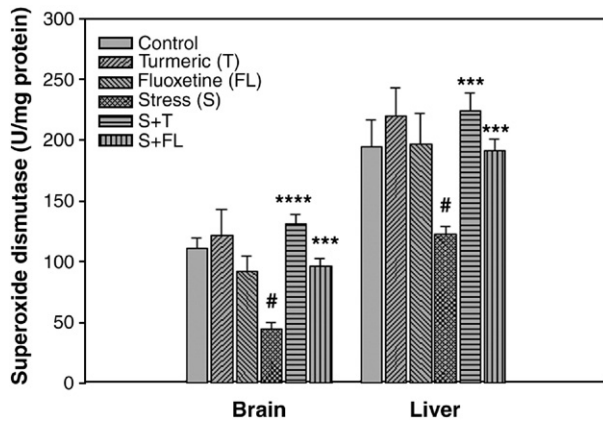 Superoxide dismutase (U/mg protein)
300
250
200
150
100
50
0
Control
Turmeric (T)
Fluoxetine (FL)
Stress (S)
S+T
S+FL
#
****
***
#
***
***
Brain
Liver